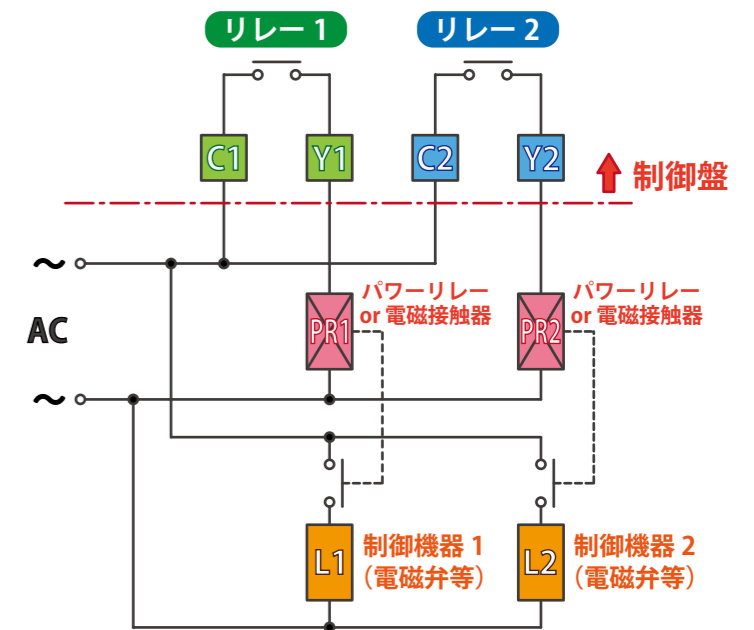 リレー 1
リレー 2
C1
Y1
C2
Y2
制御盤
~
AC
~
パワーリレー
or 電磁接触器
パワーリレー
or 電磁接触器
PR1
PR2
L1
制御機器 1
（電磁弁等）
L2
制御機器 2
（電磁弁等）